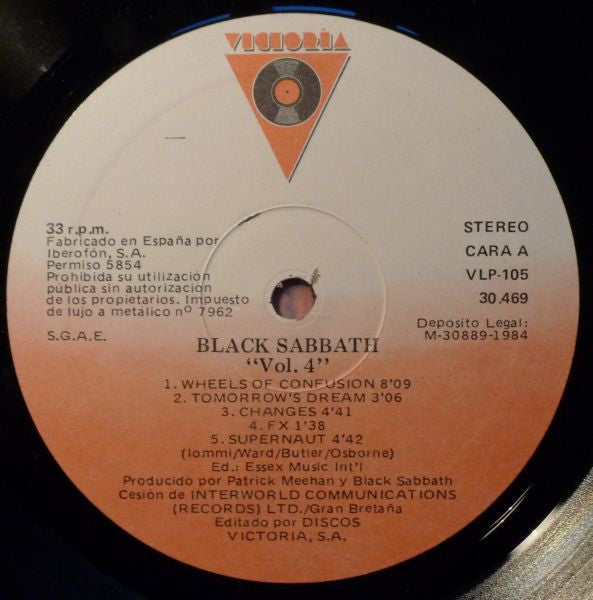 VICTORIA
33 r.p.m.
Fabricado en España por
Iberofón, S.A.
Permiso 5854
Prohibida su utilización
pública sin autorización
de los propietarios. Impuesto
de lujo a metálico nº 7962
S.G.A.E.
STEREO
CARA A
VLP-105
30.469
Depósito Legal:
M-30889-1984
BLACK SABBATH
“Vol. 4”
1. WHEELS OF CONFUSION 8'09
2. TOMORROW'S DREAM 3'06
3. CHANGES 4'41
4. FX 1'38
5. SUPERNAUT 4'42
(Iommi/Ward/Butler/Osborne)
Ed.: Essex Music Int'l
Producido por Patrick Meehan y Black Sabbath
Cesión de INTERWORLD COMMUNICATIONS
(RECORDS) LTD./Gran Bretaña
Editado por DISCOS
VICTORIA, S.A.